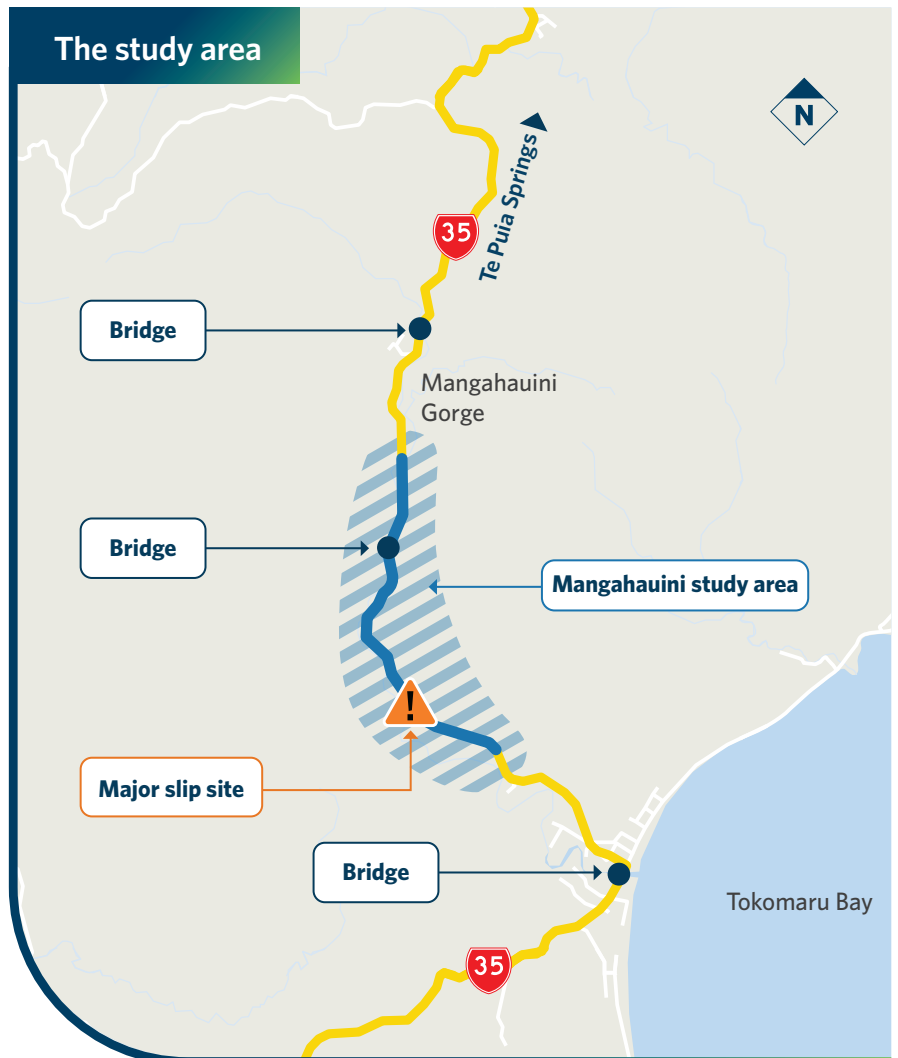 The study area
N
Te Puia Springs
35
Bridge
Mangahauini
Gorge
Bridge
Mangahauini study area
!
Major slip site
Bridge
Tokomaru Bay
35